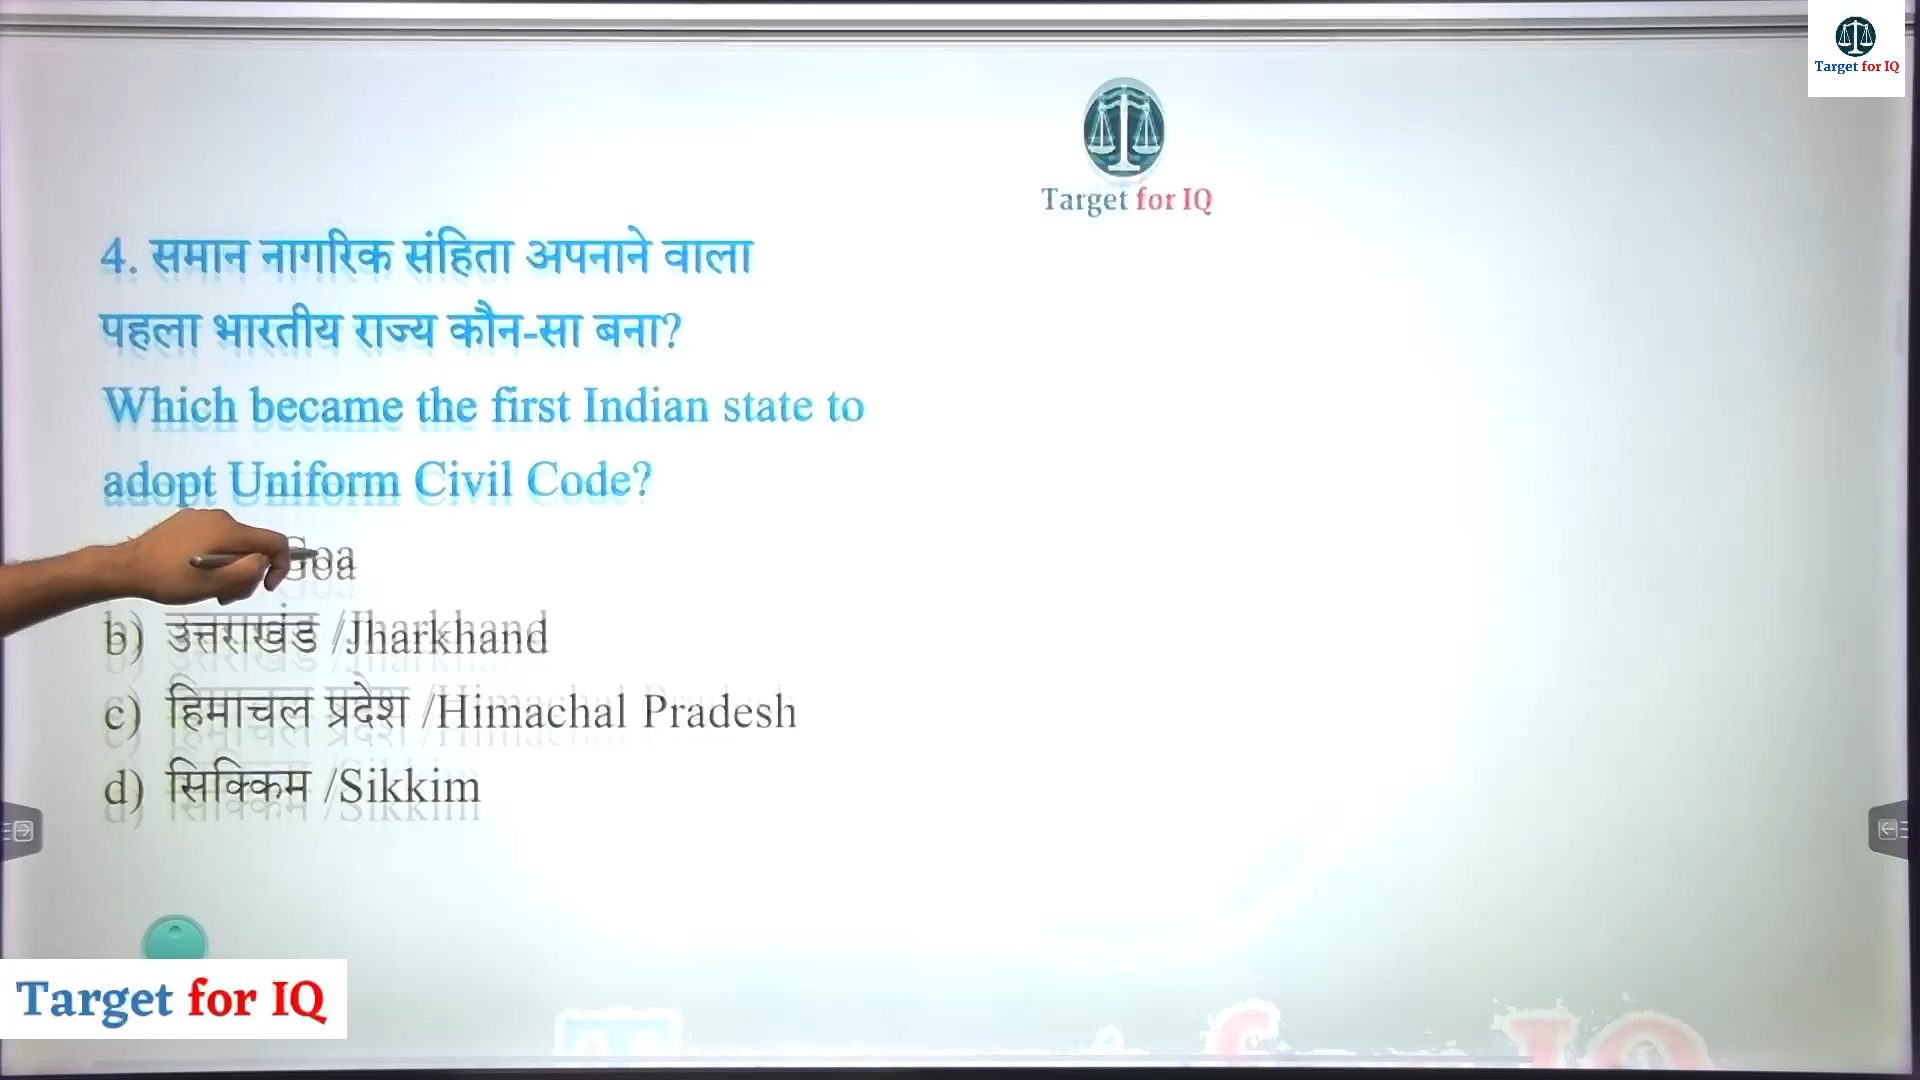 Target for IQ
Target for IQ
4. समान नागरिक संहिता अपनाने वाला
पहला भारतीय राज्य कौन-सा बना?
Which became the first Indian state to
adopt Uniform Civil Code?
Goa
b) उत्तराखंड /Jharkhand
c) हिमाचल प्रदेश /Himachal Pradesh
d) सिक्किम /Sikkim
Target for IQ